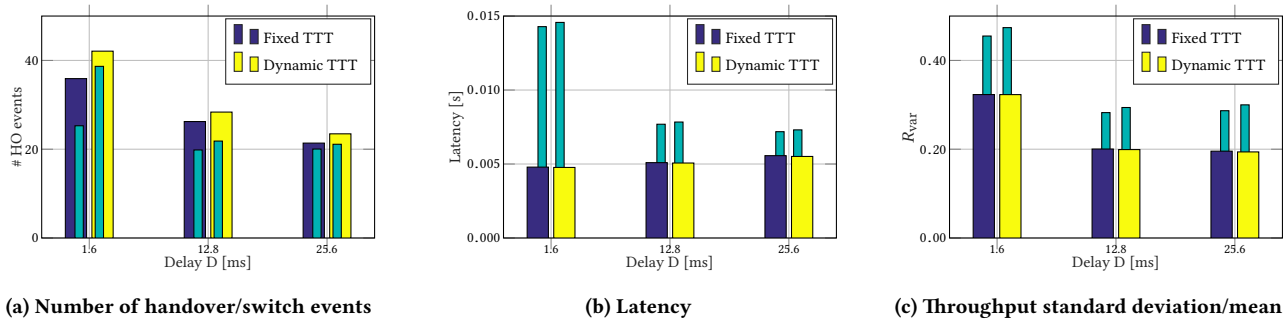 40
20
0
# HO events
Fixed TTT
Dynamic TTT
1.6
12.8
25.6
Delay D [ms]
(a) Number of handover/switch events
0.015
0.010
0.005
0.000
Latency [s]
Fixed TTT
Dynamic TTT
1.6
12.8
25.6
Delay D [ms]
(b) Latency
0.40
0.20
0.00
Rvar
Fixed TTT
Dynamic TTT
1.6
12.8
25.6
Delay D [ms]
(c) Throughput standard deviation/mean